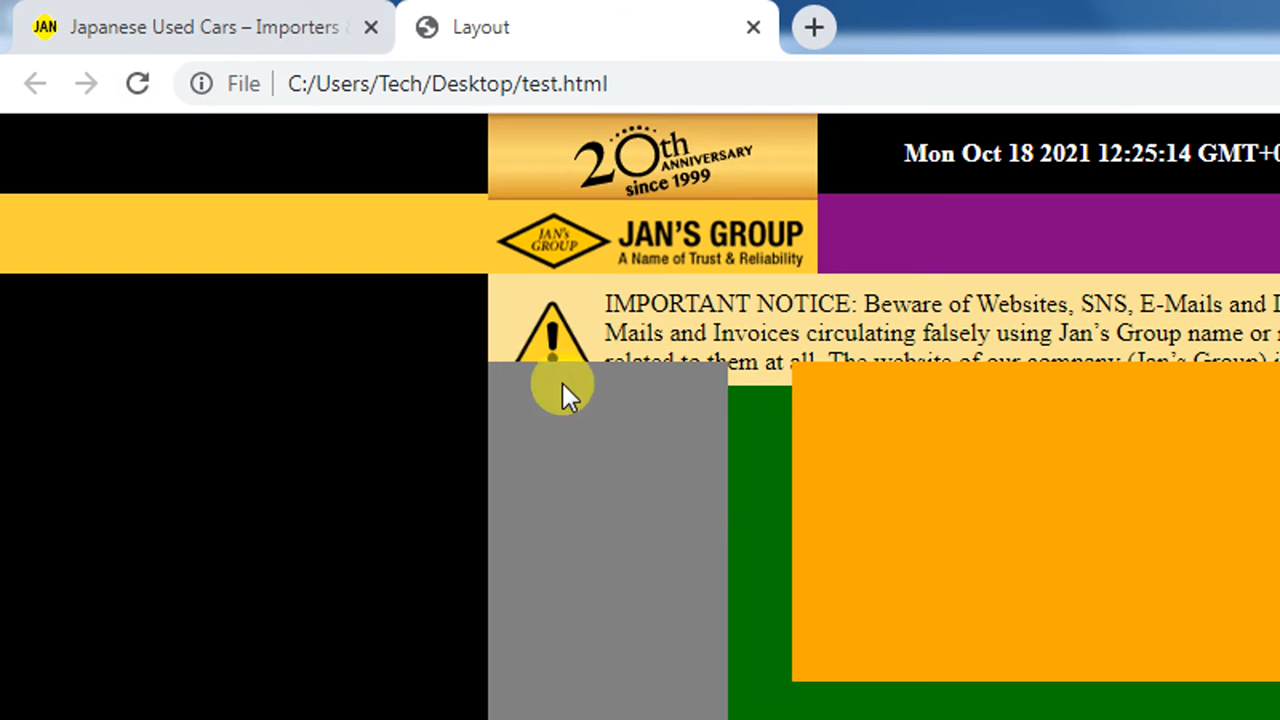 JAN Japanese Used Cars – Importers
Layout
File C:/Users/Tech/Desktop/test.html
20th
ANNIVERSARY
since 1999
Mon Oct 18 2021 12:25:14 GMT+0
JAN's
GROUP
JAN'S GROUP
A Name of Trust & Reliability
IMPORTANT NOTICE: Beware of Websites, SNS, E-Mails and
Mails and Invoices circulating falsely using Jan’s Group name or
related to them at all. The website of our company (Jan’s Group)